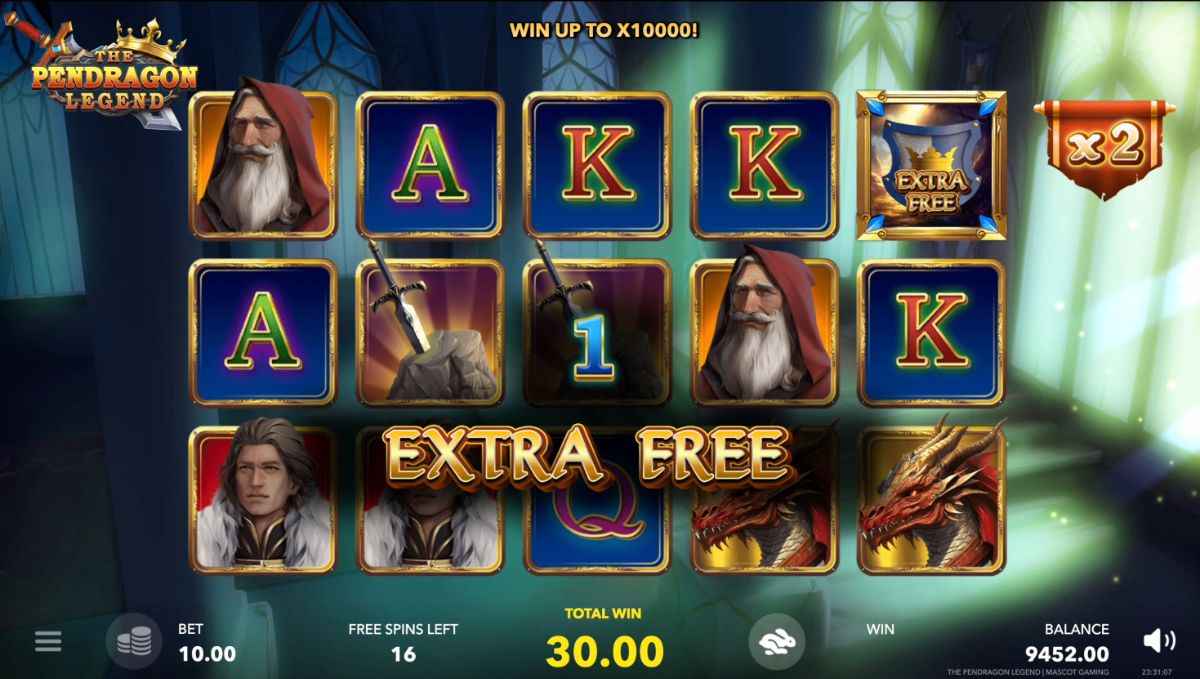 WIN UP TO X10000!
THE
PENDRAGON
LEGEND
A
K
K
EXTRA
FREE
x2
A
1
K
EXTRA FREE
Q
BET
10.00
FREE SPINS LEFT
16
TOTAL WIN
30.00
WIN
BALANCE
9452.00
THE PENDRAGON LEGEND | MASCOT GAMING
23:31:07